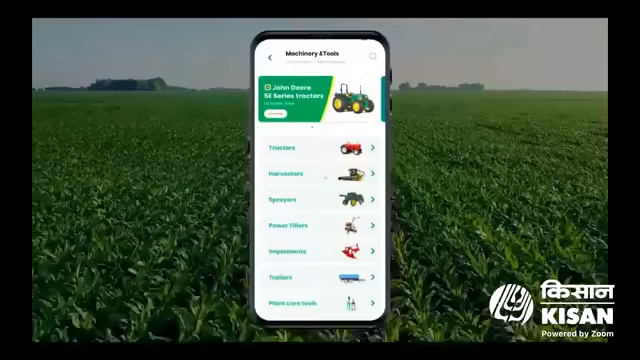 Machinery &Tools
John Deere
5E Series tractors
Tractors
Harvestors
Sprayers
Power Tillers
Implements
Trailers
Plant care tools
किसान
KISAN
Powered by Zoom